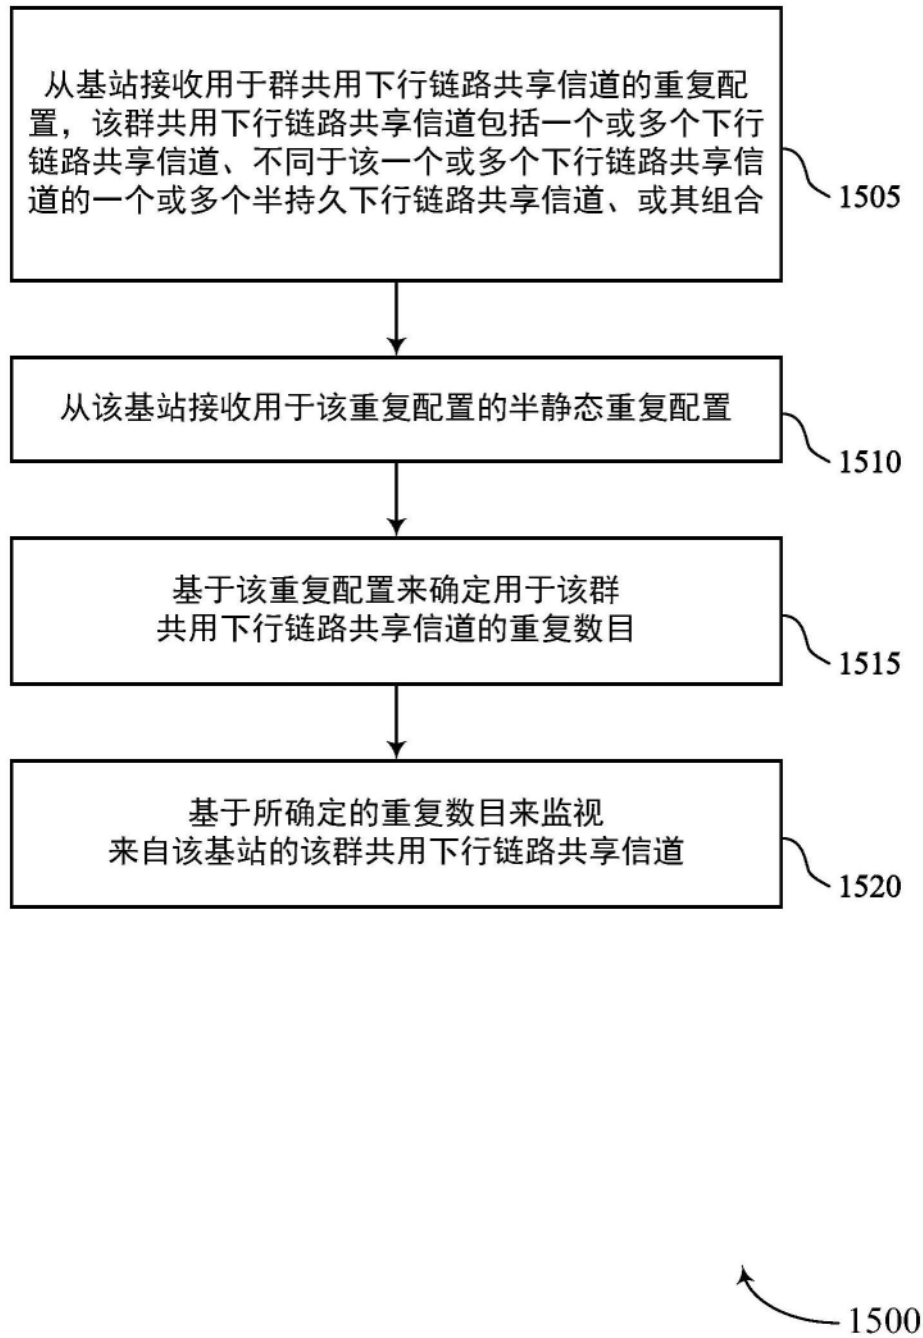 从基站接收用于群共用下行链路共享信道的重复配
置，该群共用下行链路共享信道包括一个或多个下行
链路共享信道、不同于该一个或多个下行链路共享信
道的一个或多个半持久下行链路共享信道、或其组合
1505
从该基站接收用于该重复配置的半静态重复配置
1510
基于该重复配置来确定用于该群
共用下行链路共享信道的重复数目
1515
基于所确定的重复数目来监视
来自该基站的该群共用下行链路共享信道
1520
1500